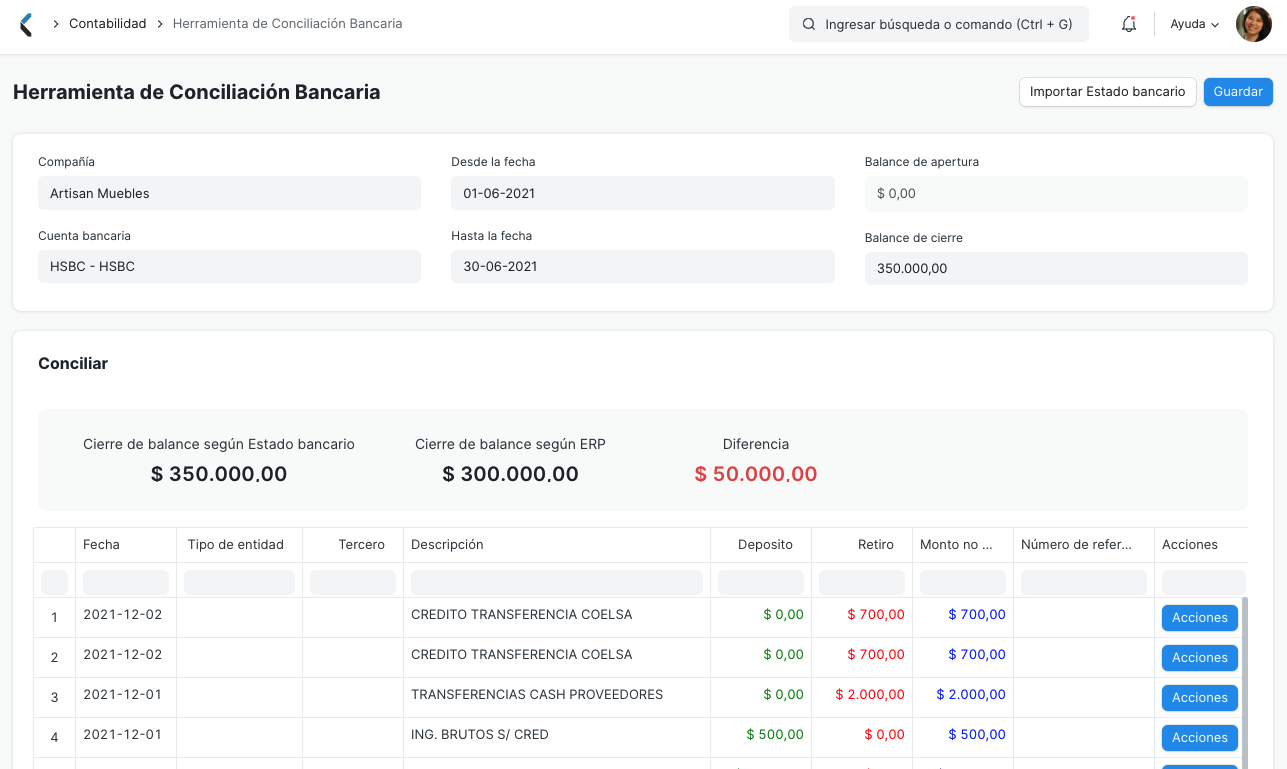 Contabilidad Herramienta de Conciliación Bancaria
Ingresar búsqueda o comando (Ctrl + G)
Ayuda
Herramienta de Conciliación Bancaria
Importar Estado bancario
Guardar
Compañía
Artisan Muebles
Desde la fecha
01-06-2021
Balance de apertura
$ 0,00
Cuenta bancaria
HSBC - HSBC
Hasta la fecha
30-06-2021
Balance de cierre
350.000,00
Conciliar
Cierre de balance según Estado bancario
$ 350.000,00
Cierre de balance según ERP
$ 300.000,00
Diferencia
$ 50.000,00
Fecha Tipo de entidad Tercero Descripción Deposito Retiro Monto no ... Número de refer... Acciones
1 2021-12-02 CREDITO TRANSFERENCIA COELSA $ 0,00 $ 700,00 $ 700,00 Acciones
2 2021-12-02 CREDITO TRANSFERENCIA COELSA $ 0,00 $ 700,00 $ 700,00 Acciones
3 2021-12-01 TRANSFERENCIAS CASH PROVEEDORES $ 0,00 $ 2.000,00 $ 2.000,00 Acciones
4 2021-12-01 ING. BRUTOS S/ CRED $ 500,00 $ 0,00 $ 500,00 Acciones